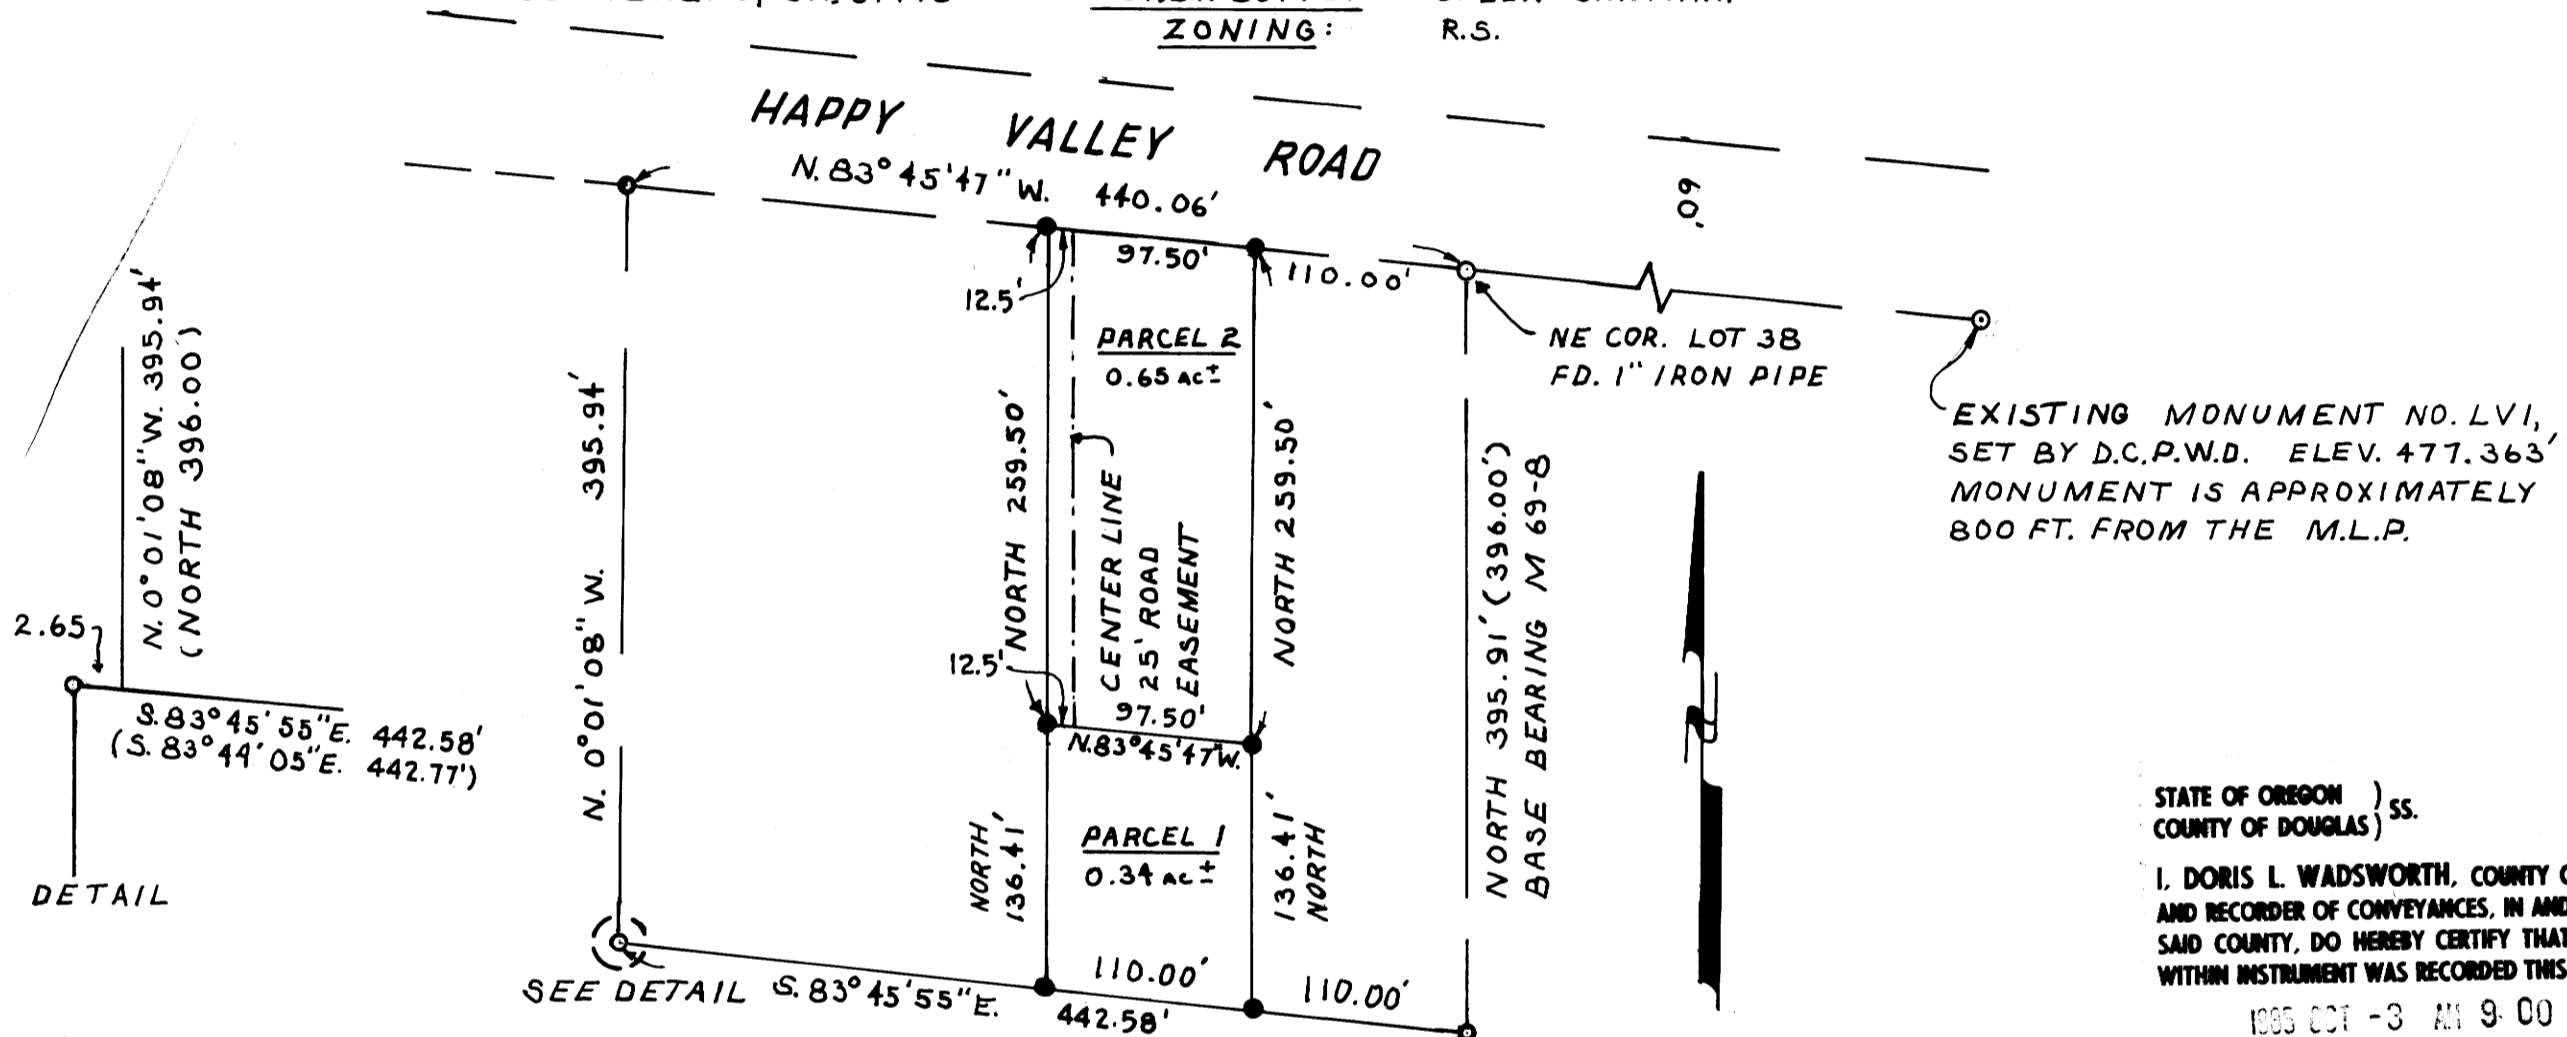 ZONING: R.S.
HAPPY VALLEY ROAD
N. 83° 45' 47" W. 440.06'
60'
97.50'
110.00'
12.5'
PARCEL 2
0.65 AC±
NE COR. LOT 38
FD. 1" IRON PIPE
EXISTING MONUMENT NO. LVI,
SET BY D.C.P.W.D. ELEV. 477.363'
MONUMENT IS APPROXIMATELY
800 FT. FROM THE M.L.P.
N. 0° 01' 08" W. 395.94'
(NORTH 396.00')
2.65
S. 83° 45' 55" E. 442.58'
(S. 83° 44' 05" E. 442.77')
DETAIL
N. 0° 01' 08" W. 395.94'
NORTH 259.50'
CENTER LINE
25' ROAD
EASEMENT
NORTH 259.50'
NORTH 395.91' (396.00')
BASE BEARING M 69-8
12.5'
97.50'
N. 83° 45' 47" W.
NORTH
136.41'
PARCEL 1
0.34 AC±
136.41'
NORTH
SEE DETAIL S. 83° 45' 55" E.
442.58'
110.00'
110.00'
STATE OF OREGON ) SS.
COUNTY OF DOUGLAS )
I, DORIS L. WADSWORTH, COUNTY
AND RECORDER OF CONVEYANCES, IN AND
SAID COUNTY, DO HEREBY CERTIFY THAT
WITHIN INSTRUMENT WAS RECORDED THIS
OCT -3 AM 9 00